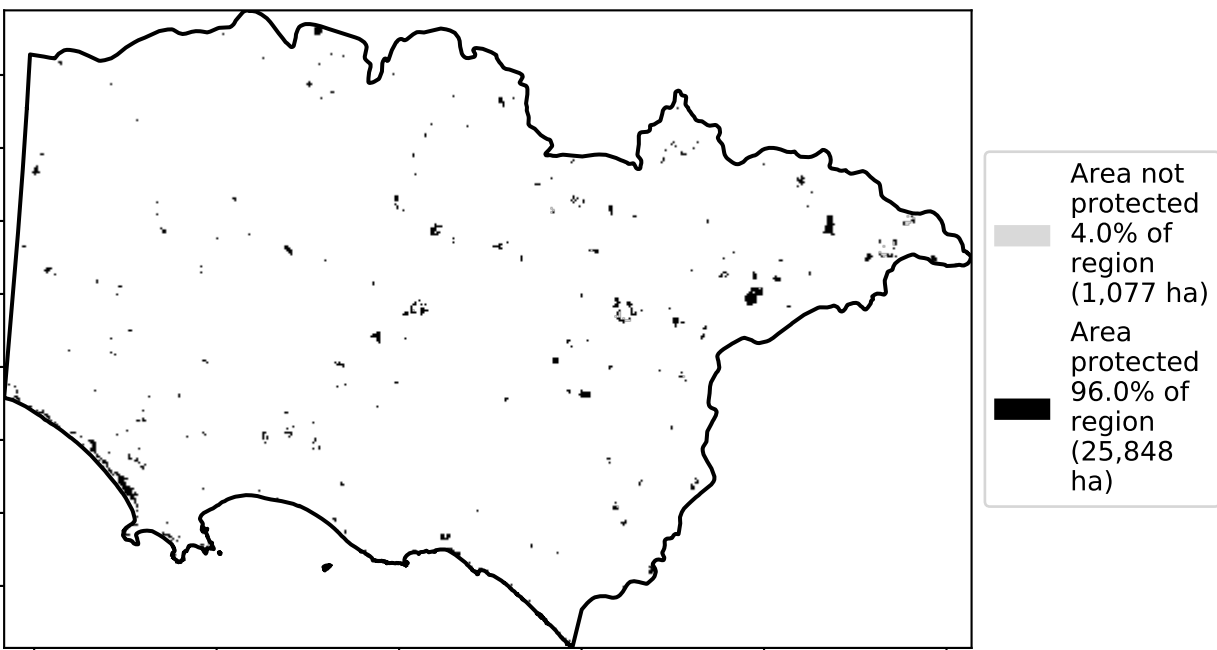 Area not
protected
4.0% of
region
(1,077 ha)
Area
protected
96.0% of
region
(25,848
ha)